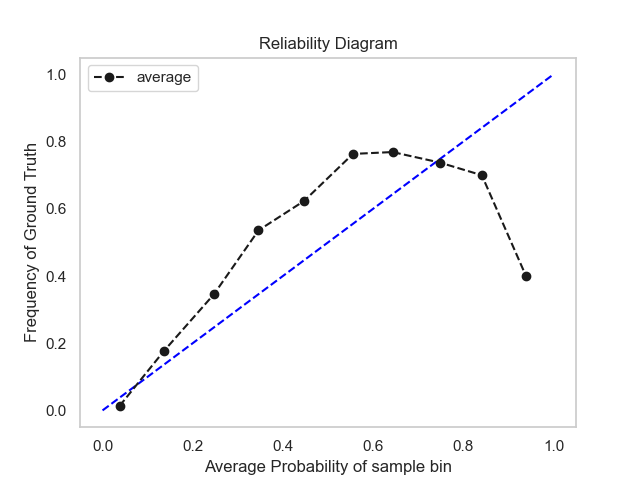 Reliability Diagram
average
1.0
0.8
0.6
0.4
0.2
0.0
Frequency of Ground Truth
0.0 0.2 0.4 0.6 0.8 1.0
Average Probability of sample bin